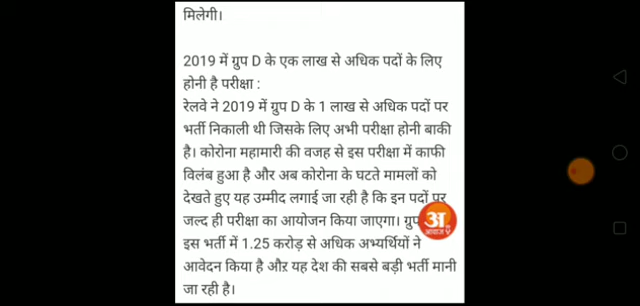 मिलेगी।
2019 में ग्रुप D के एक लाख से अधिक पदों के लिए
होनी है परीक्षा :
रेलवे ने 2019 में ग्रुप D के 1 लाख से अधिक पदों पर
भर्ती निकाली थी जिसके लिए अभी परीक्षा होनी बाकी
है। कोरोना महामारी की वजह से इस परीक्षा में काफी
विलंब हुआ है और अब कोरोना के घटते मामलों को
देखते हुए यह उम्मीद लगाई जा रही है कि इन पदों पर
जल्द ही परीक्षा का आयोजन किया जाएगा। ग्रुप
इस भर्ती में 1.25 करोड़ से अधिक अभ्यर्थियों ने
आवेदन किया है औऱ यह देश की सबसे बड़ी भर्ती मानी
जा रही है।
अ